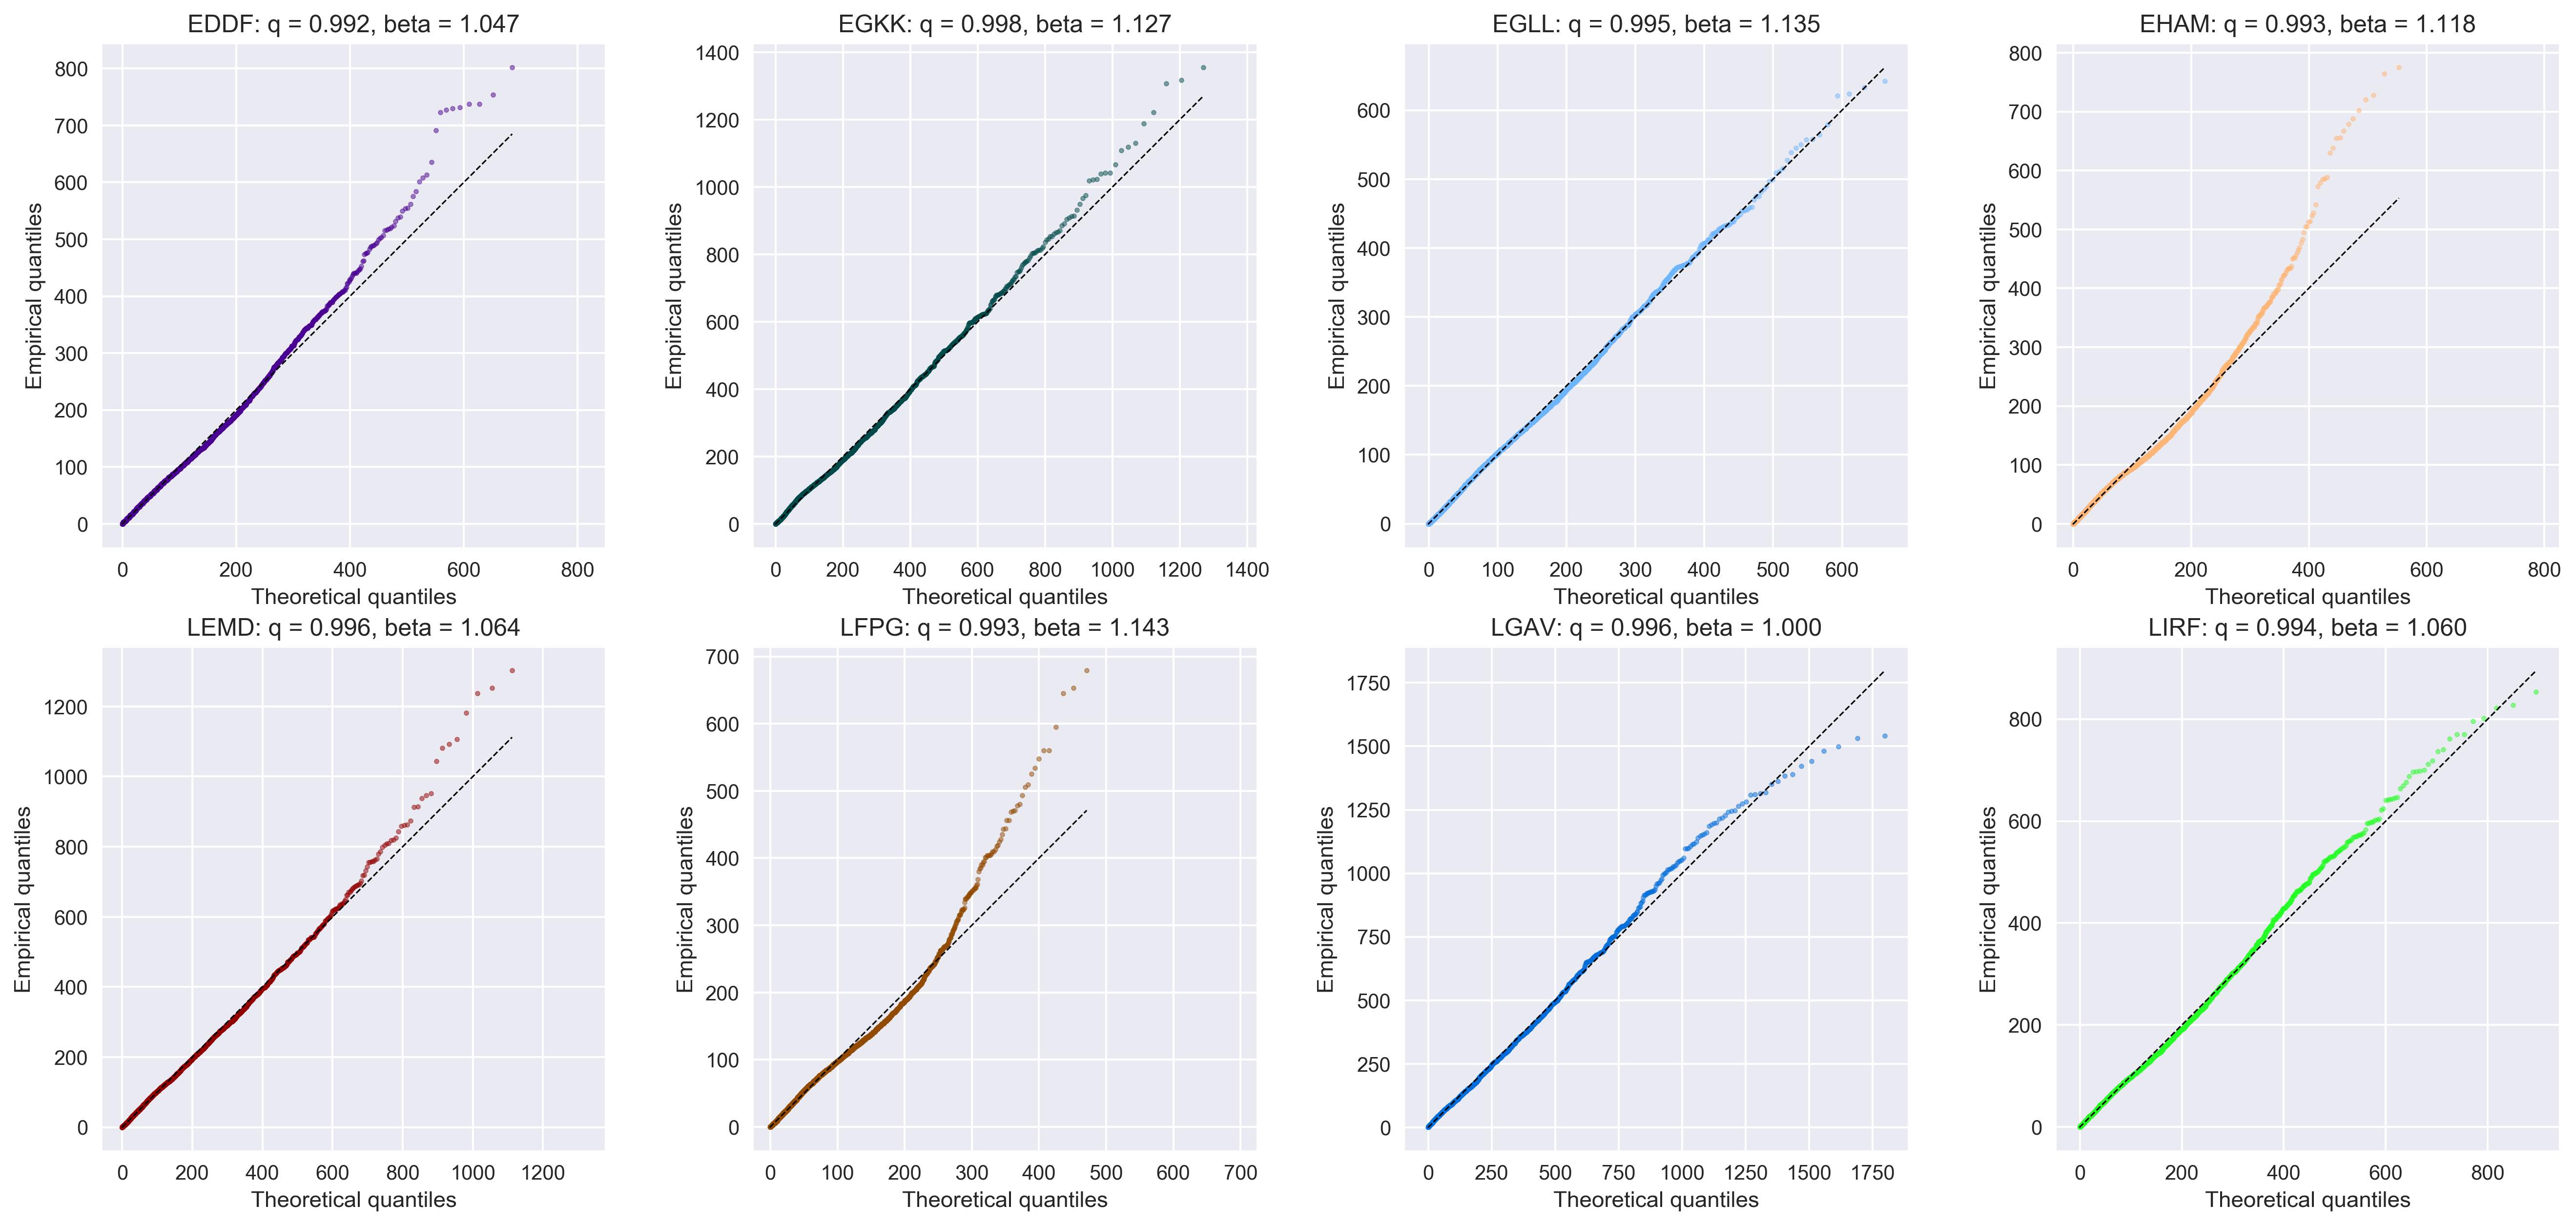 EDDF: q = 0.992, beta = 1.047
800
700
600
500
400
300
200
100
0
Empirical quantiles
0 200 400 600 800
Theoretical quantiles
EGKK: q = 0.998, beta = 1.127
1400
1200
1000
800
600
400
200
0
Empirical quantiles
0 200 400 600 800 1000 1200 1400
Theoretical quantiles
EGLL: q = 0.995, beta = 1.135
600
500
400
300
200
100
0
Empirical quantiles
0 100 200 300 400 500 600
Theoretical quantiles
EHAM: q = 0.993, beta = 1.118
800
700
600
500
400
300
200
100
0
Empirical quantiles
0 200 400 600 800
Theoretical quantiles
LEMD: q = 0.996, beta = 1.064
1200
1000
800
600
400
200
0
Empirical quantiles
0 200 400 600 800 1000 1200
Theoretical quantiles
LFPG: q = 0.993, beta = 1.143
700
600
500
400
300
200
100
0
Empirical quantiles
0 100 200 300 400 500 600 700
Theoretical quantiles
LGAV: q = 0.996, beta = 1.000
1750
1500
1250
1000
750
500
250
0
Empirical quantiles
0 250 500 750 1000 1250 1500 1750
Theoretical quantiles
LIRF: q = 0.994, beta = 1.060
800
600
400
200
0
Empirical quantiles
0 200 400 600 800
Theoretical quantiles